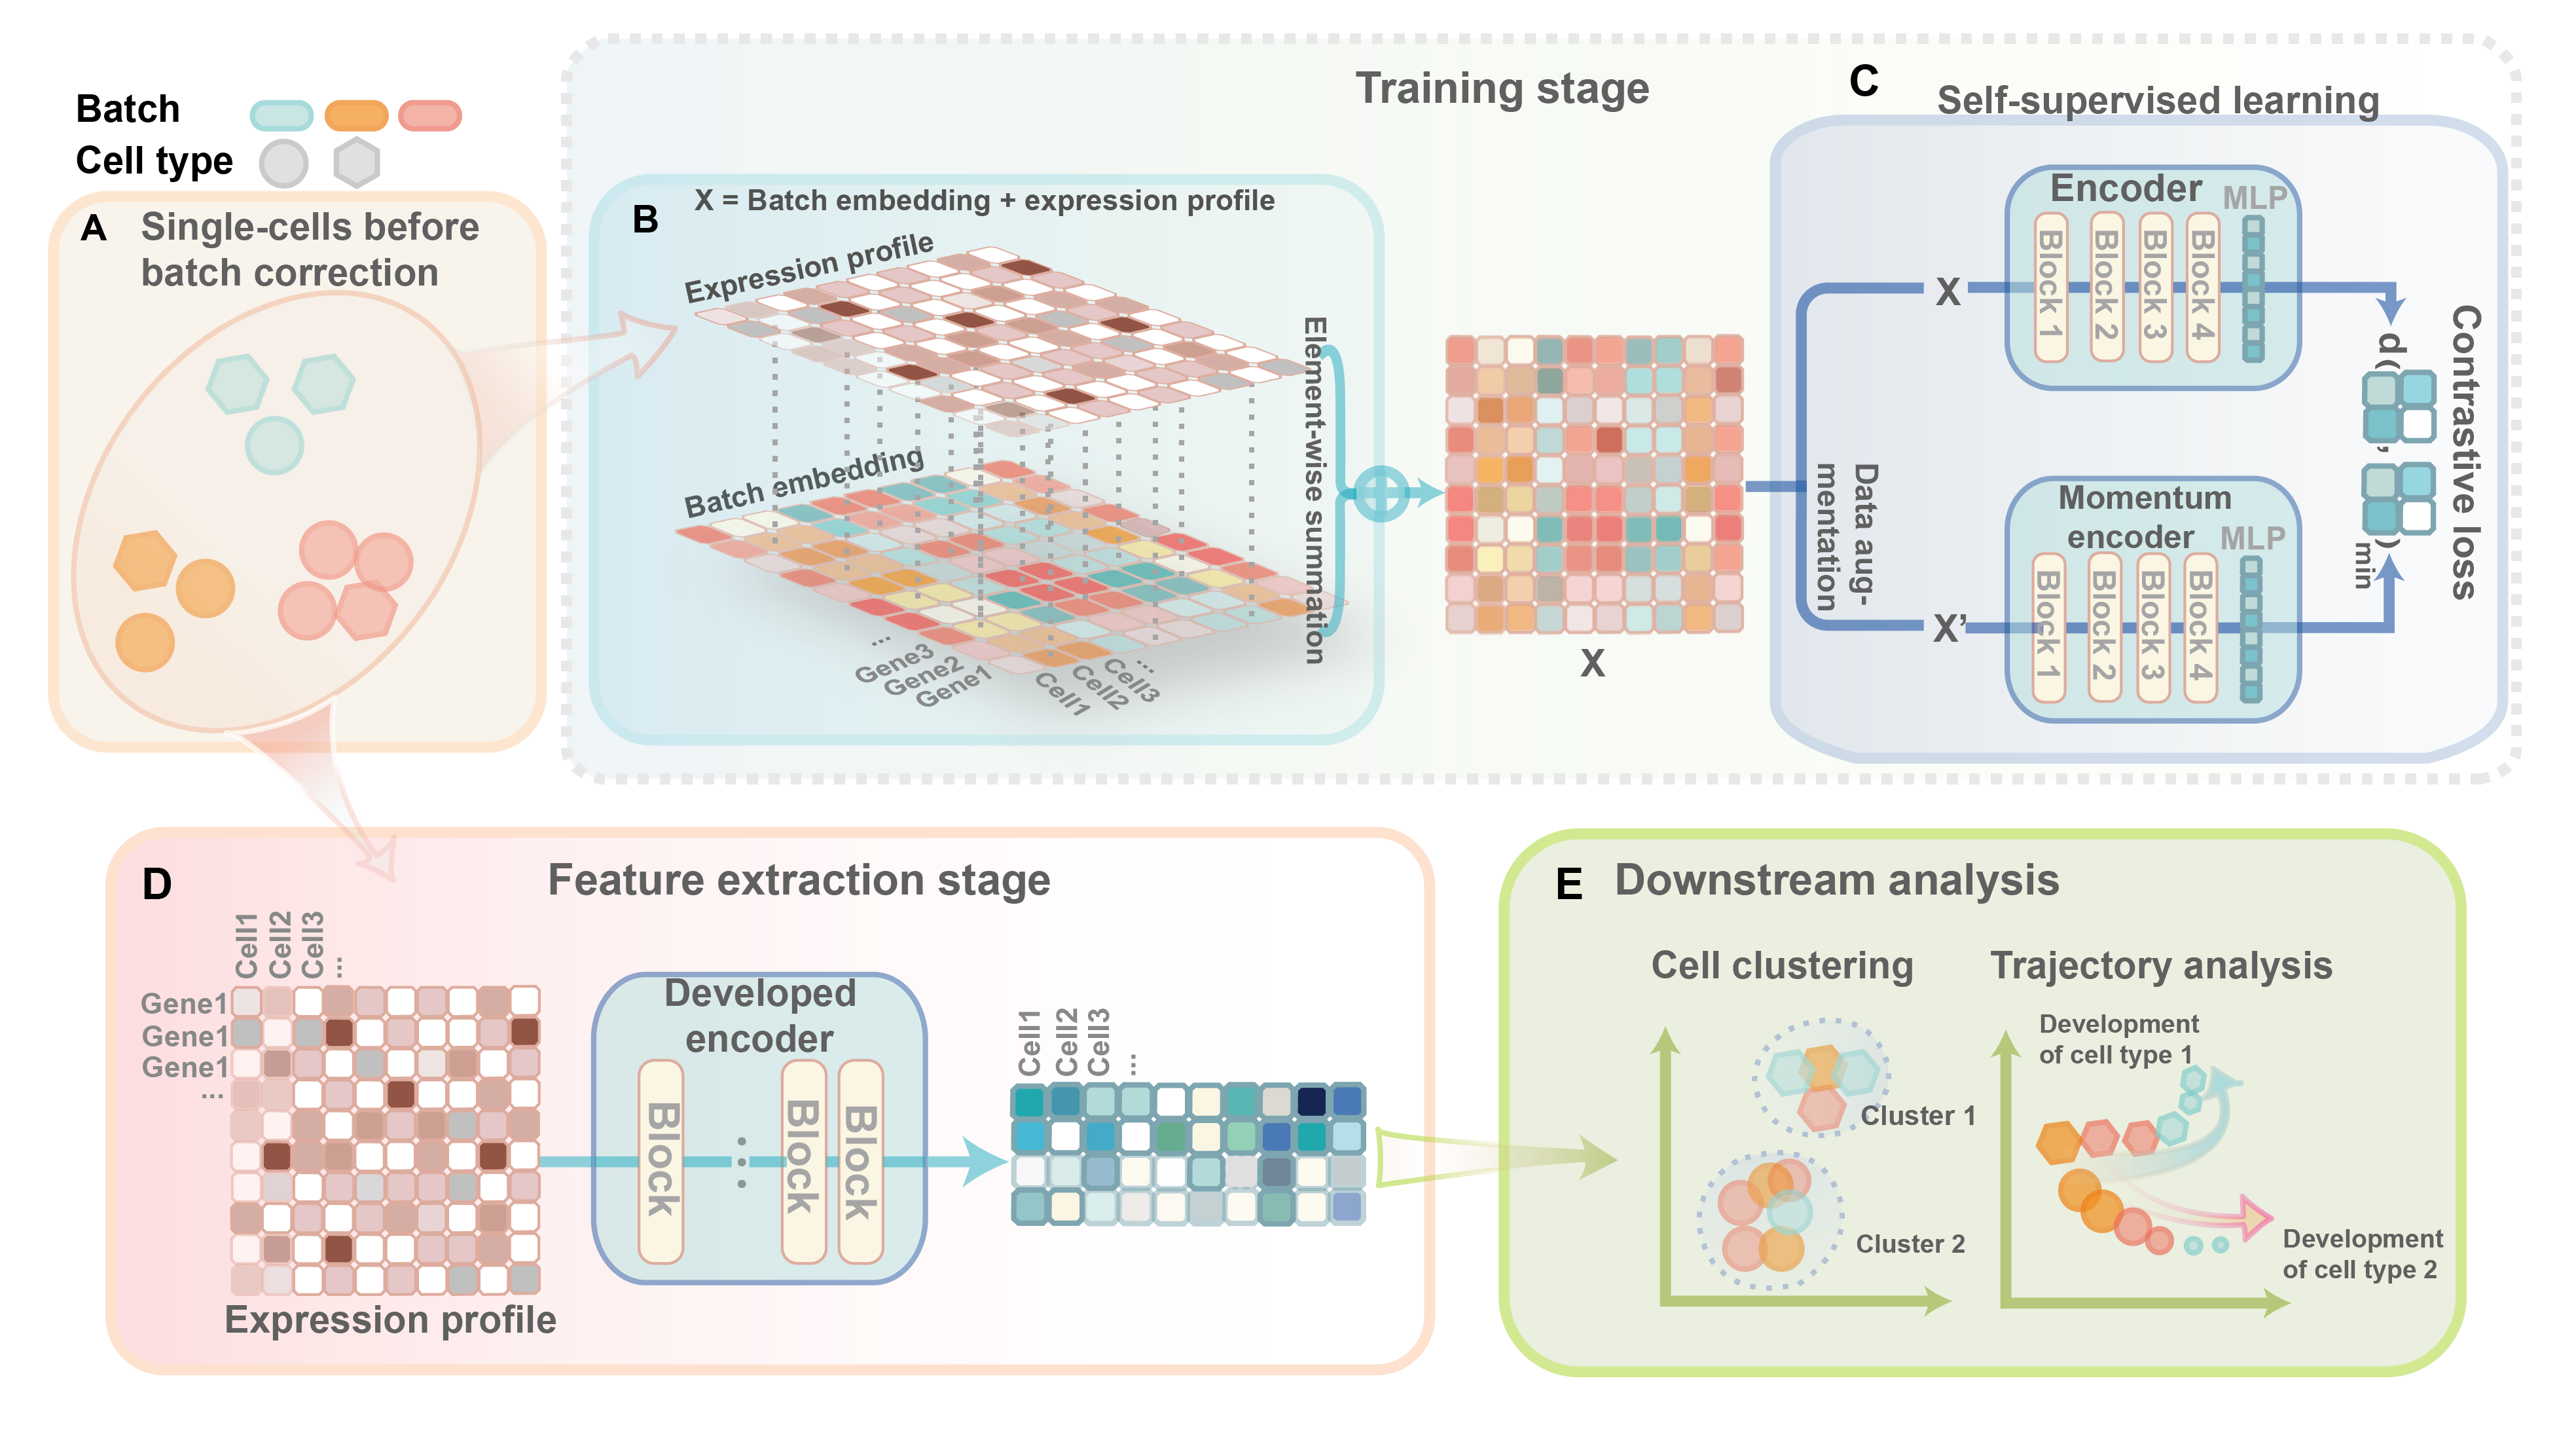 Batch
Cell type
A
Single-cells before
batch correction
Training stage
B
X = Batch embedding + expression profile
Expression profile
Batch embedding
...
Gene3
Gene2
Gene1
Cell1
Cell2
Cell3
...
Element-wise summation
X
C
Self-supervised learning
Data aug-
mentation
X
Encoder
MLP
Block 1
Block 2
Block 3
Block 4
X’
Momentum
encoder
MLP
Block 1
Block 2
Block 3
Block 4
d( , )
min
Contrastive loss
D
Feature extraction stage
Cell1
Cell2
Cell3
...
Gene1
Gene1
Gene1
...
Expression profile
Developed
encoder
Block
Block
Block
Cell1
Cell2
Cell3
...
E
Downstream analysis
Cell clustering
Cluster 1
Cluster 2
Trajectory analysis
Development
of cell type 1
Development
of cell type 2